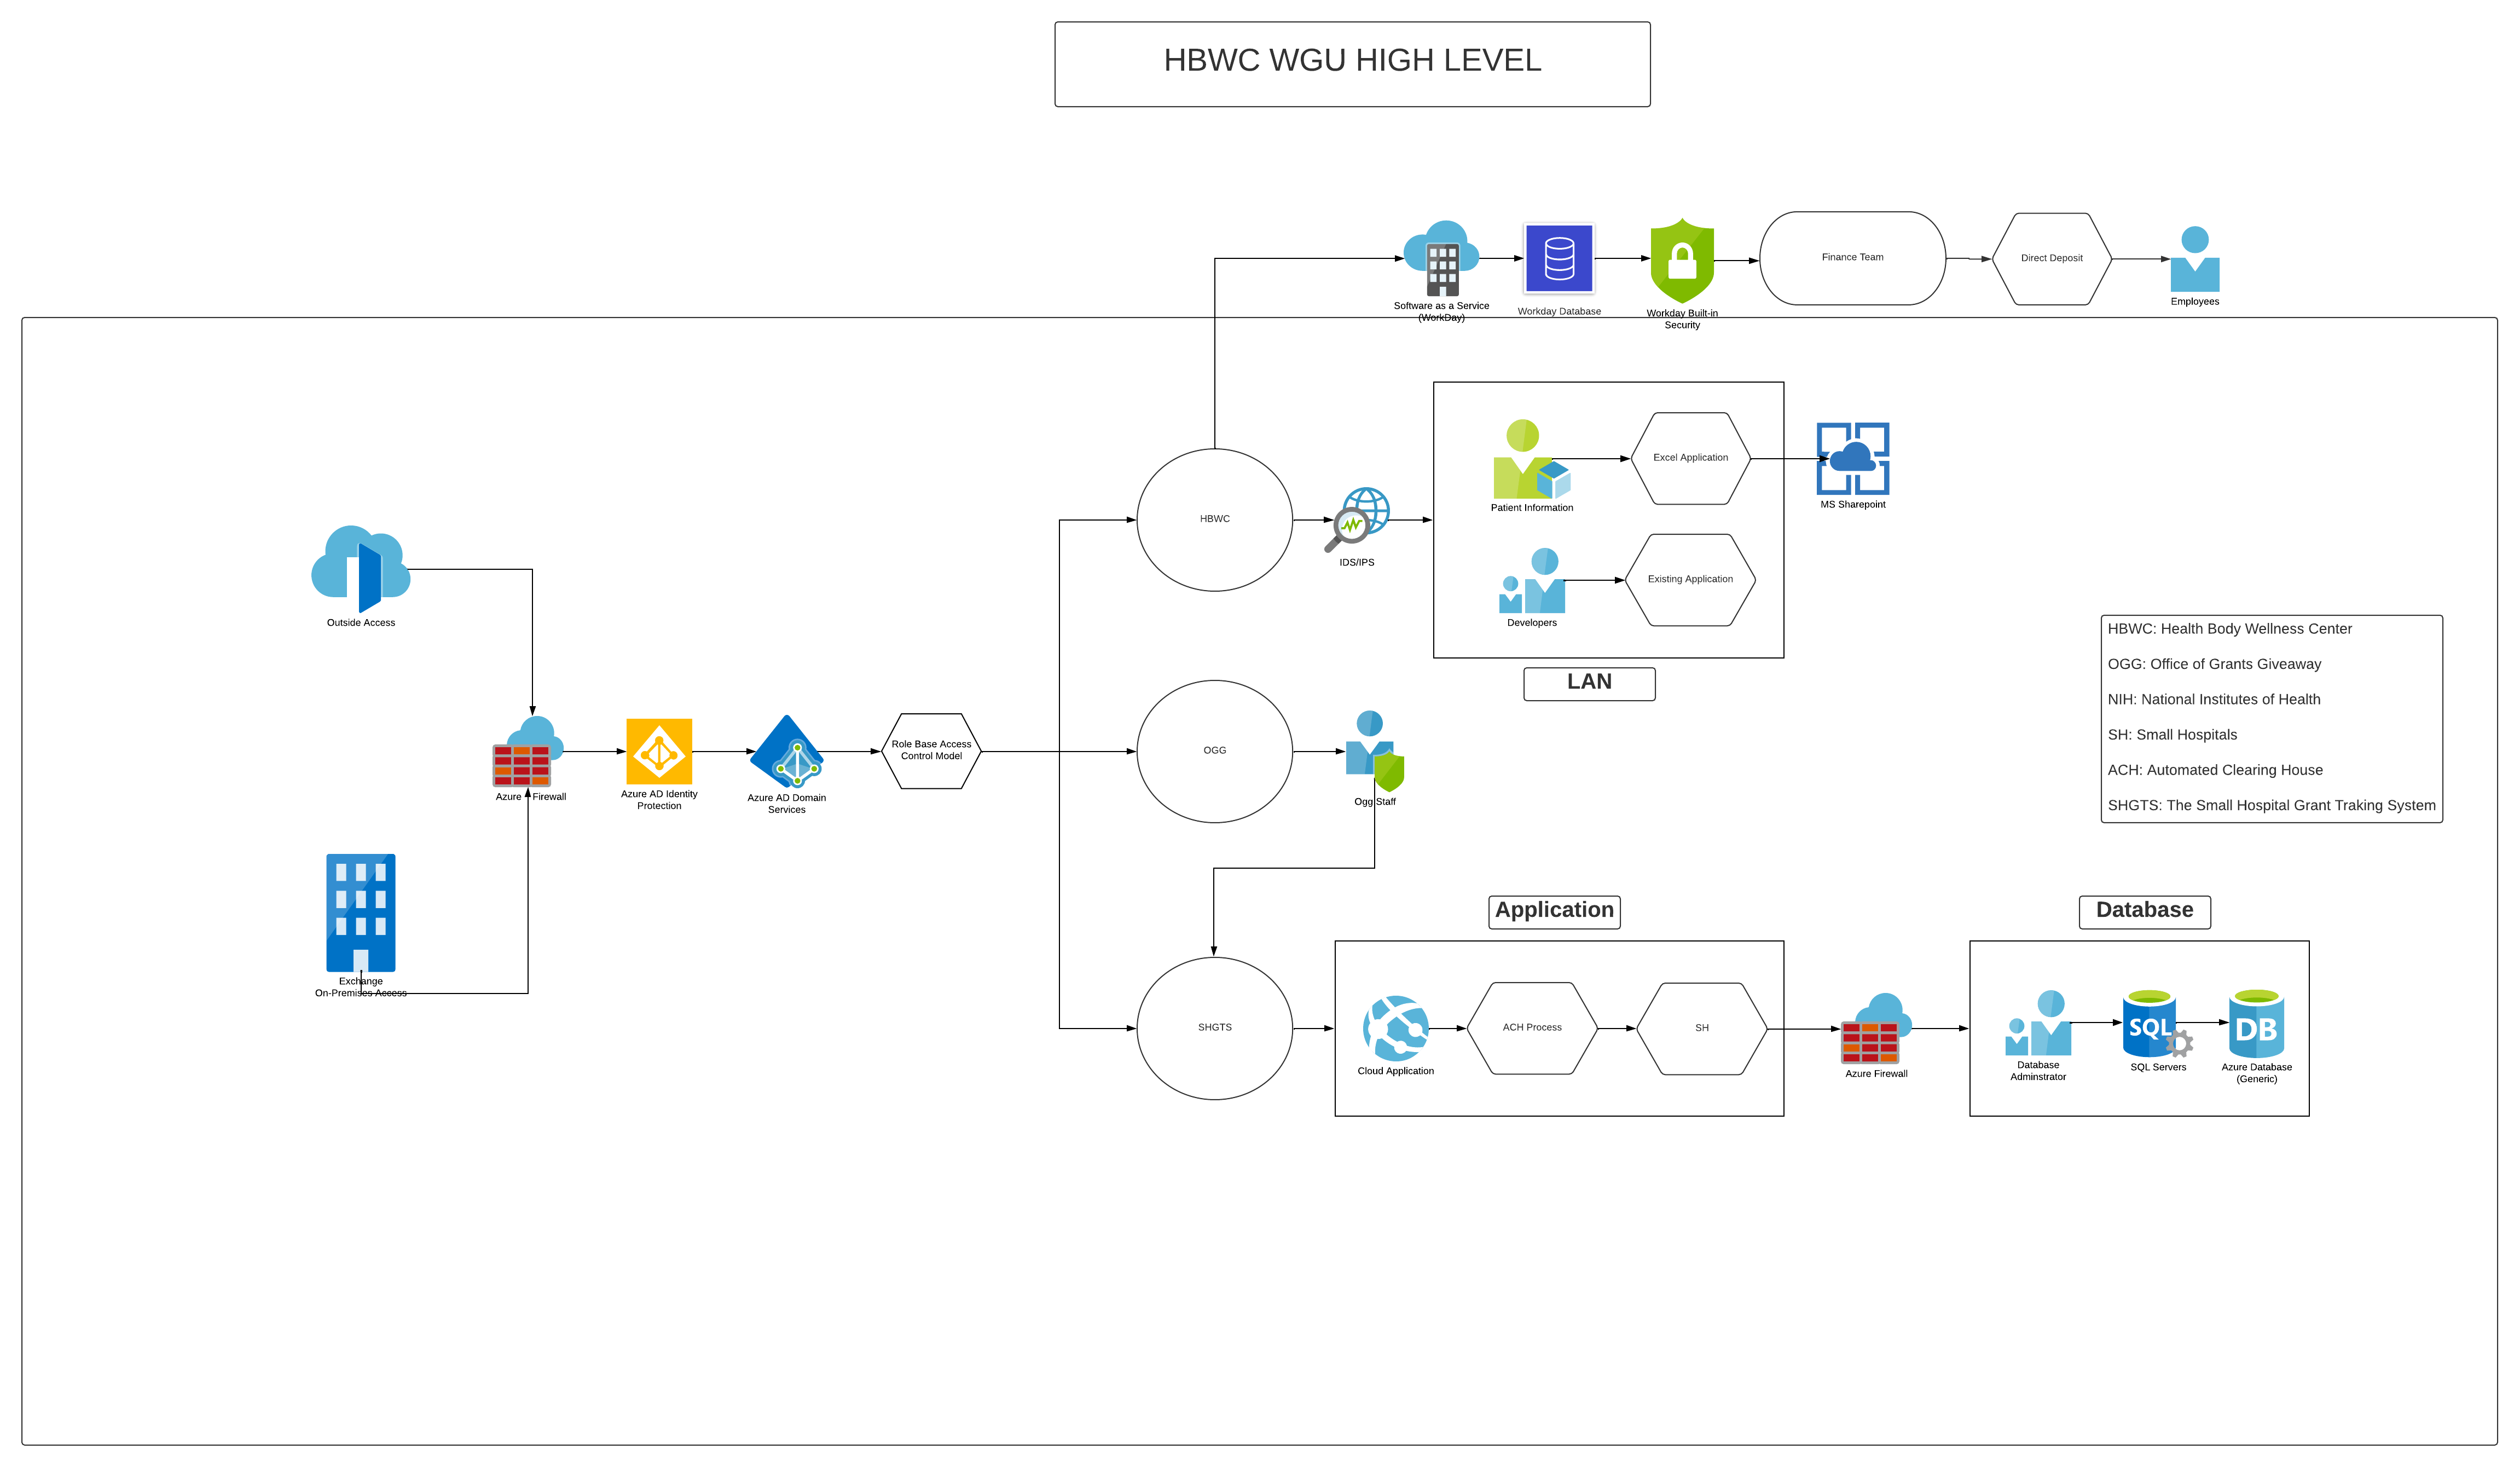 HBWC WGU HIGH LEVEL
Software as a Service
(WorkDay)
Workday Database
Workday Built-in
Security
Finance Team
Direct Deposit
Employees
Patient Information
Excel Application
MS Sharepoint
HBWC
IDS/IPS
Existing Application
Developers
LAN
Outside Access
HBWC: Health Body Wellness Center
OGG: Office of Grants Giveaway
NIH: National Institutes of Health
SH: Small Hospitals
ACH: Automated Clearing House
SHGTS: The Small Hospital Grant Traking System
Azure Firewall
Azure AD Identity
Protection
Azure AD Domain
Services
Role Base Access
Control Model
OGG
Ogg Staff
Exchange
On-Premises Access
Application
Database
SHGTS
Cloud Application
ACH Process
SH
Azure Firewall
Database
Adminstrator
SQL
SQL Servers
DB
Azure Database
(Generic)